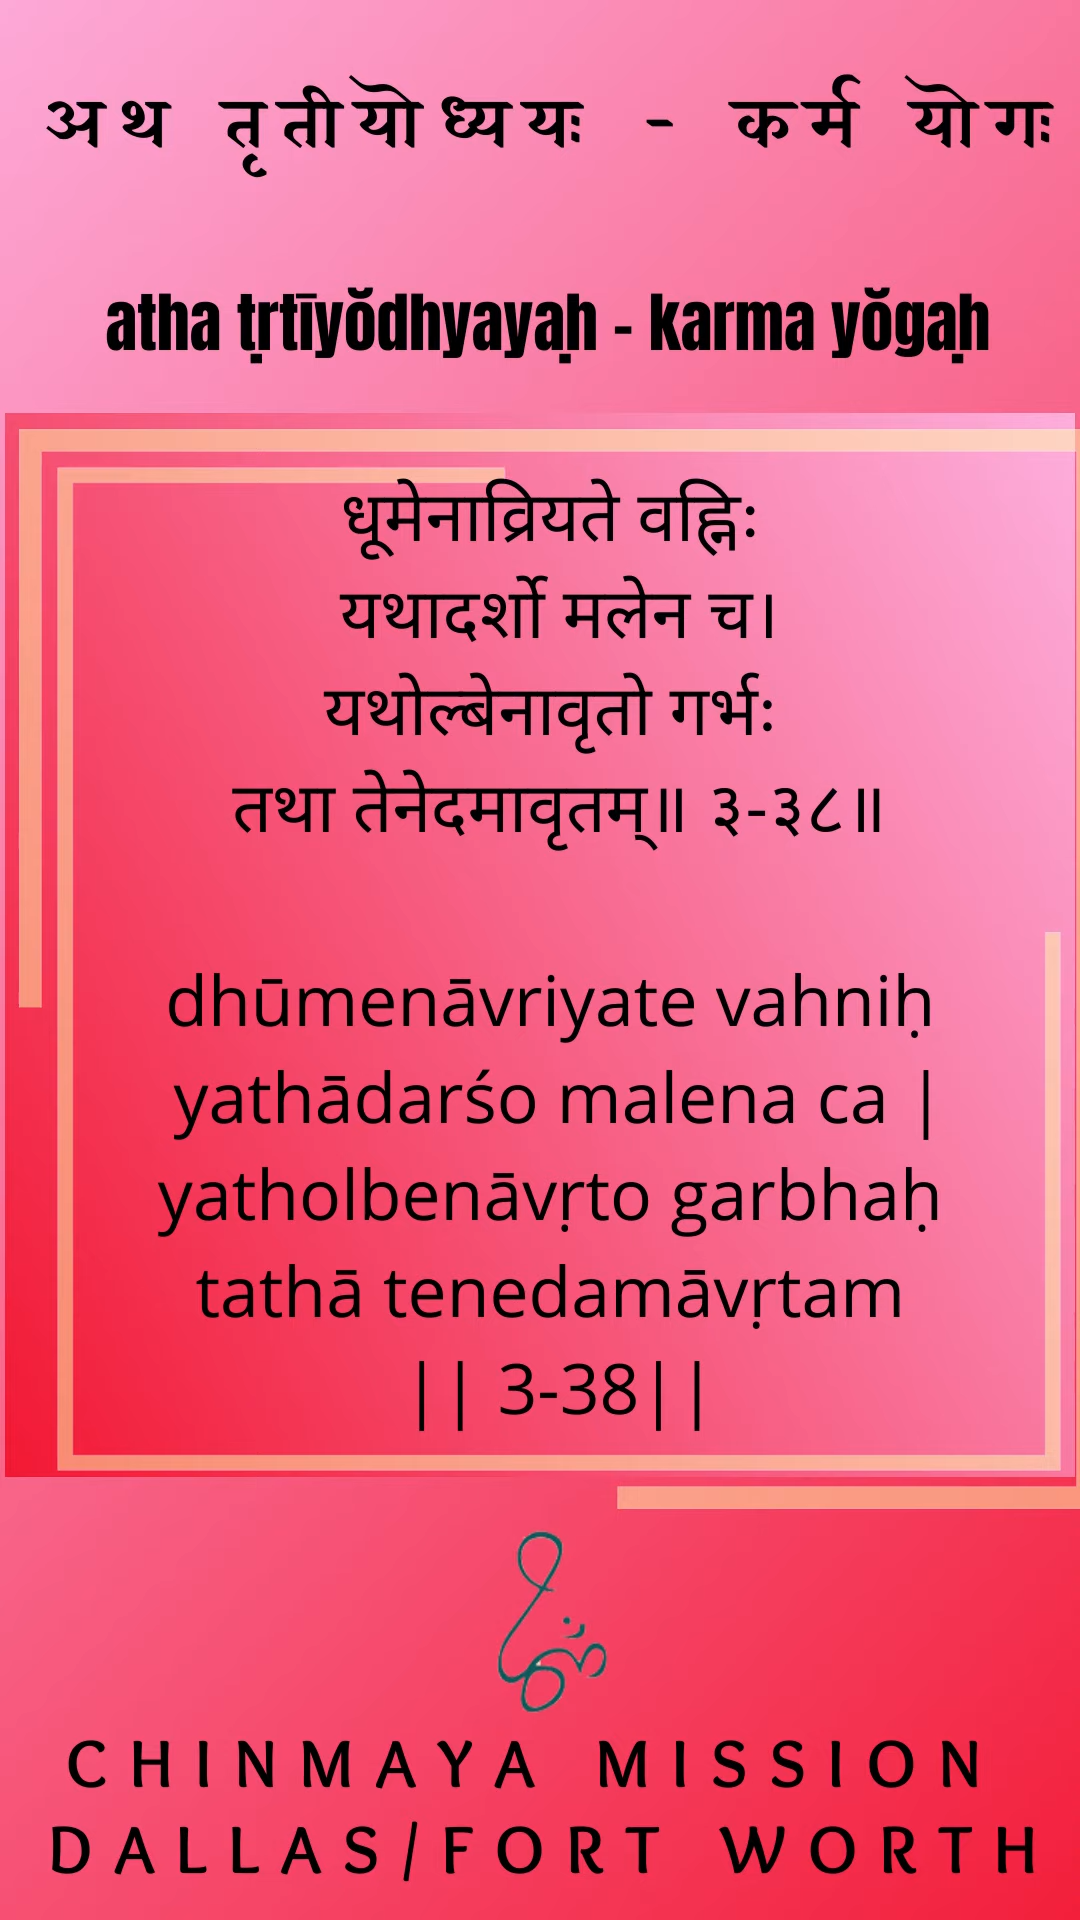 अथ तृतीयॊध्ययः - कर्म यॊगः
atha tṛtīyŏdhyayaḥ - karma yŏgaḥ
धूमेनाव्रियते वह्निः
यथादर्शो मलेन च।
यथोल्बेनावृतो गर्भः
तथा तेनेदमावृतम्॥ ३-३८॥
dhūmenāvriyate vahniḥ
yathādarśo malena ca |
yatholbenāvṛto garbhaḥ
tathā tenedamāvṛtam
|| 3-38||
CHINMAYA MISSION
DALLAS/FORT WORTH